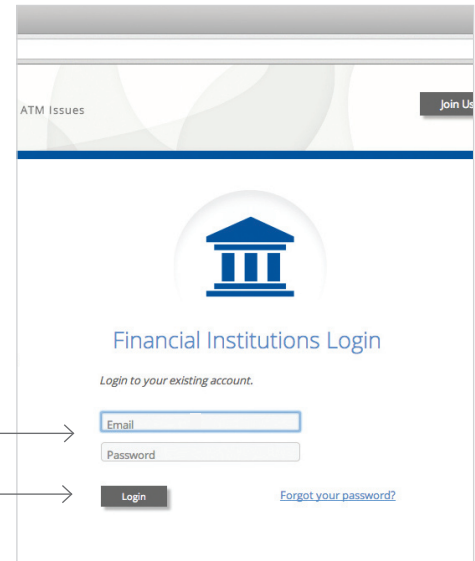 ATM Issues
Join Us
Financial Institutions Login
Login to your existing account.
Email
Password
Login
Forgot your password?